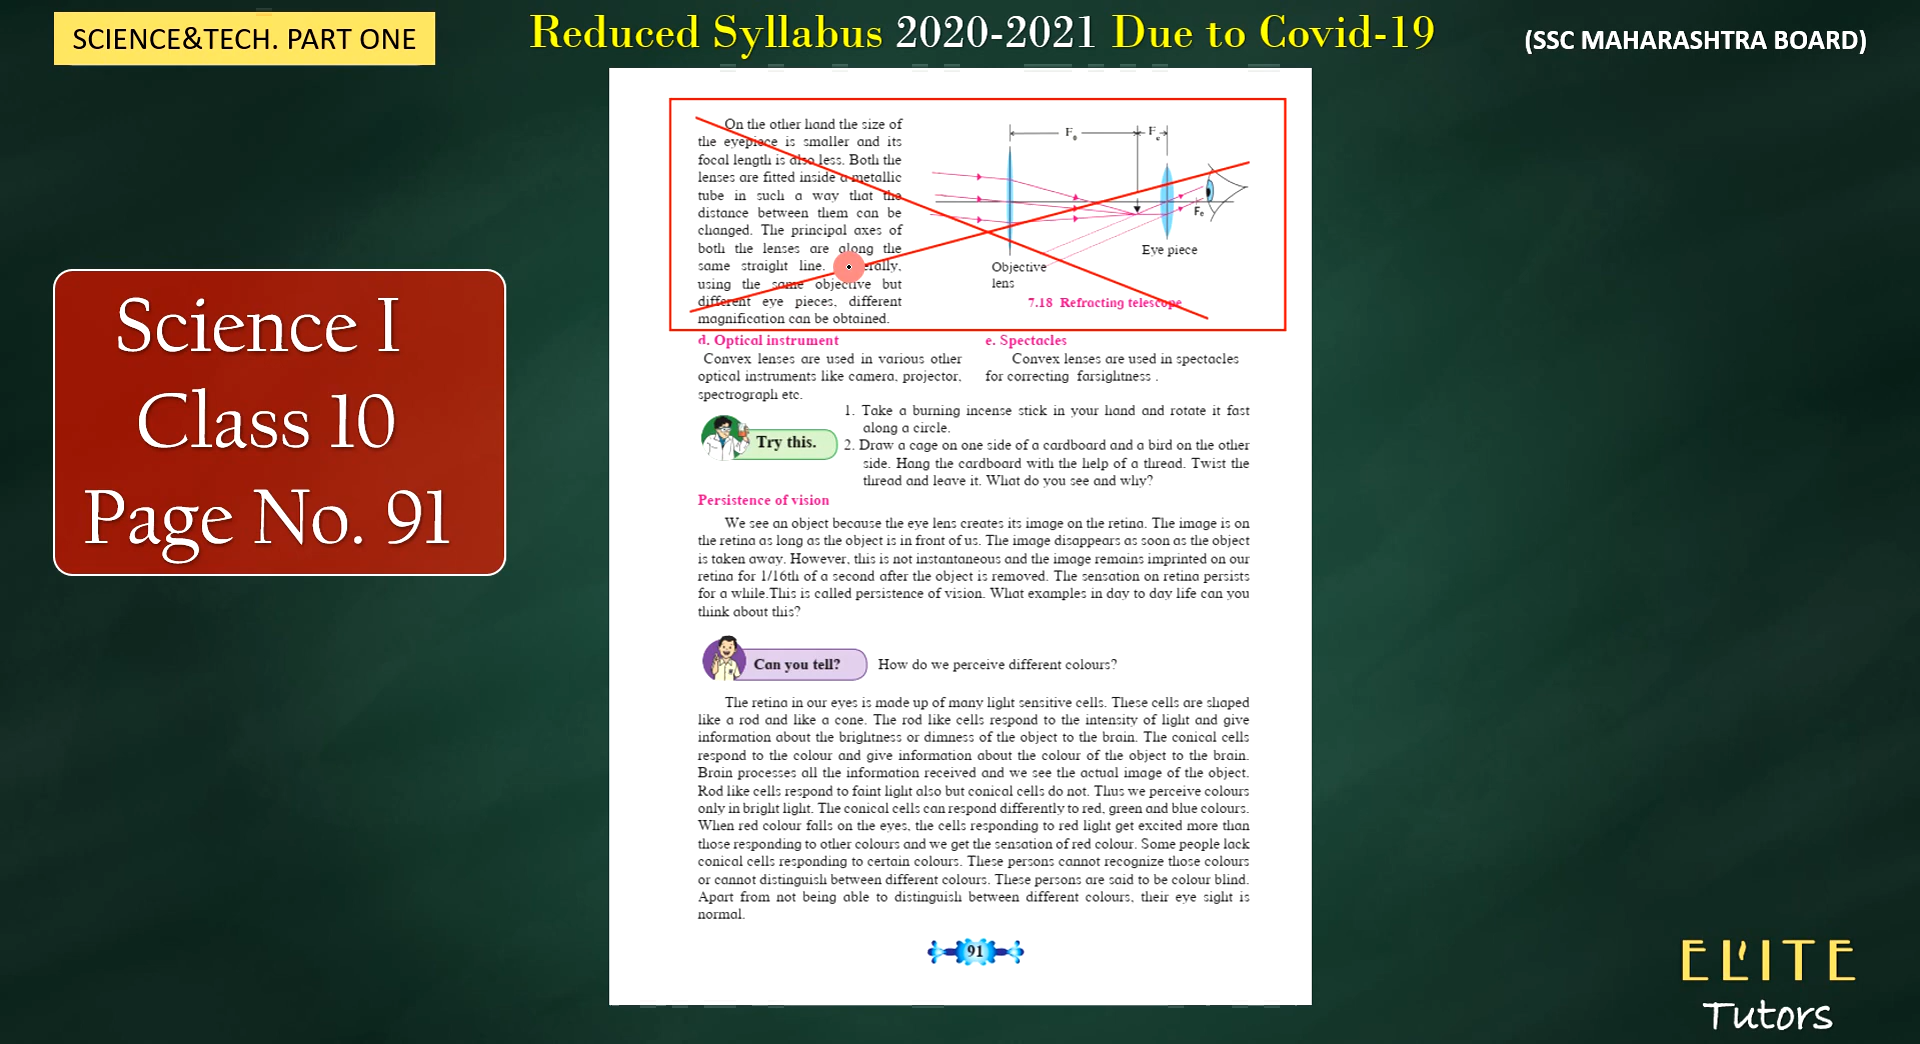 SCIENCE&TECH. PART ONE
Reduced Syllabus 2020-2021 Due to Covid-19
(SSC MAHARASHTRA BOARD)
Science I
Class 10
Page No. 91
On the other hand the size of
the eyepiece is smaller and its
focal length is also less. Both the
lenses are fitted inside a metallic
tube in such a way that the
distance between them can be
changed. The principal axes of
both the lenses are along the
same straight line.
using the same objective but
different eye pieces, different
magnification can be obtained.
Fo
Fe
Fe
Eye piece
Objective
lens
7.18 Refracting telescope
d. Optical instrument
Convex lenses are used in various other
optical instruments like camera, projector,
spectrograph etc.
e. Spectacles
Convex lenses are used in spectacles
for correcting farsightness .
Try this.
1. Take a burning incense stick in your hand and rotate it fast
along a circle.
2. Draw a cage on one side of a cardboard and a bird on the other
side. Hang the cardboard with the help of a thread. Twist the
thread and leave it. What do you see and why?
Persistence of vision
We see an object because the eye lens creates its image on the retina. The image is on
the retina as long as the object is in front of us. The image disappears as soon as the object
is taken away. However, this is not instantaneous and the image remains imprinted on our
retina for 1/16th of a second after the object is removed. The sensation on retina persists
for a while.This is called persistence of vision. What examples in day to day life can you
think about this?
Can you tell?
How do we perceive different colours?
The retina in our eyes is made up of many light sensitive cells. These cells are shaped
like a rod and like a cone. The rod like cells respond to the intensity of light and give
information about the brightness or dimness of the object to the brain. The conical cells
respond to the colour and give information about the colour of the object to the brain.
Brain processes all the information received and we see the actual image of the object.
Rod like cells respond to faint light also but conical cells do not. Thus we perceive colours
only in bright light. The conical cells can respond differently to red, green and blue colours.
When red colour falls on the eyes, the cells responding to red light get excited more than
those responding to other colours and we get the sensation of red colour. Some people lack
conical cells responding to certain colours. These persons cannot recognize those colours
or cannot distinguish between different colours. These persons are said to be colour blind.
Apart from not being able to distinguish between different colours, their eye sight is
normal.
91
ELITE
Tutors